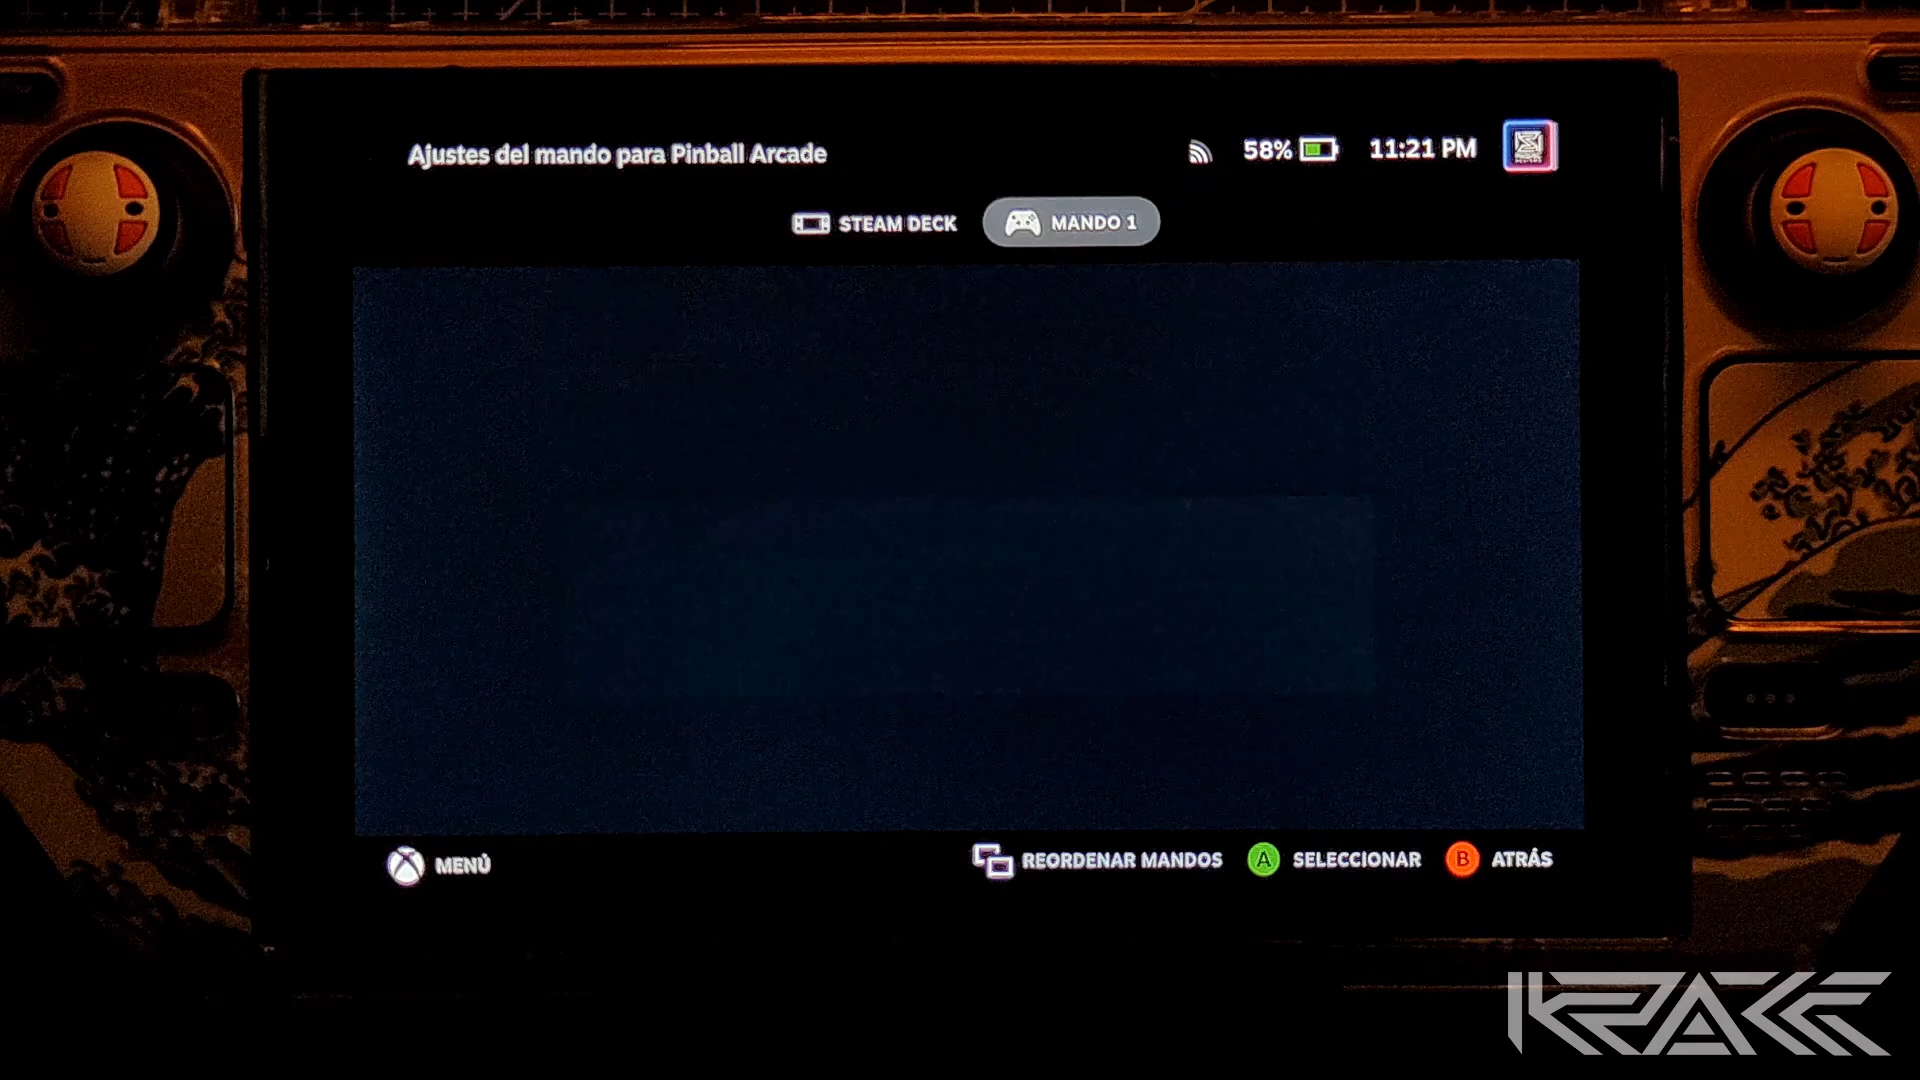 Ajustes del mando para Pinball Arcade
58%
11:21 PM
STEAM DECK
MANDO 1
MENÚ
REORDENAR MANDOS
A SELECCIONAR
B ATRÁS